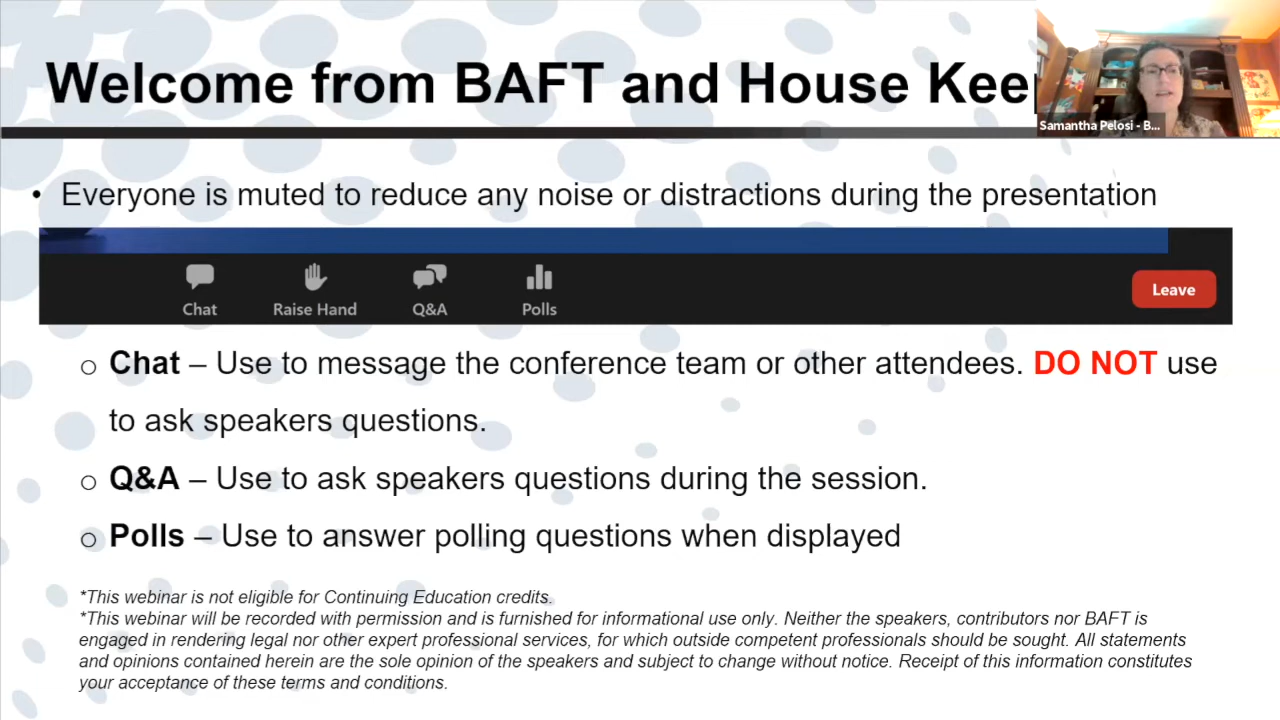 Welcome from BAFT and House Kee
Samantha Pelosi - B...
• Everyone is muted to reduce any noise or distractions during the presentation
Chat
Raise Hand
Q&A
Polls
Leave
o Chat – Use to message the conference team or other attendees. DO NOT use
to ask speakers questions.
o Q&A – Use to ask speakers questions during the session.
o Polls – Use to answer polling questions when displayed
*This webinar is not eligible for Continuing Education credits.
*This webinar will be recorded with permission and is furnished for informational use only. Neither the speakers, contributors nor BAFT is
engaged in rendering legal nor other expert professional services, for which outside competent professionals should be sought. All statements
and opinions contained herein are the sole opinion of the speakers and subject to change without notice. Receipt of this information constitutes
your acceptance of these terms and conditions.